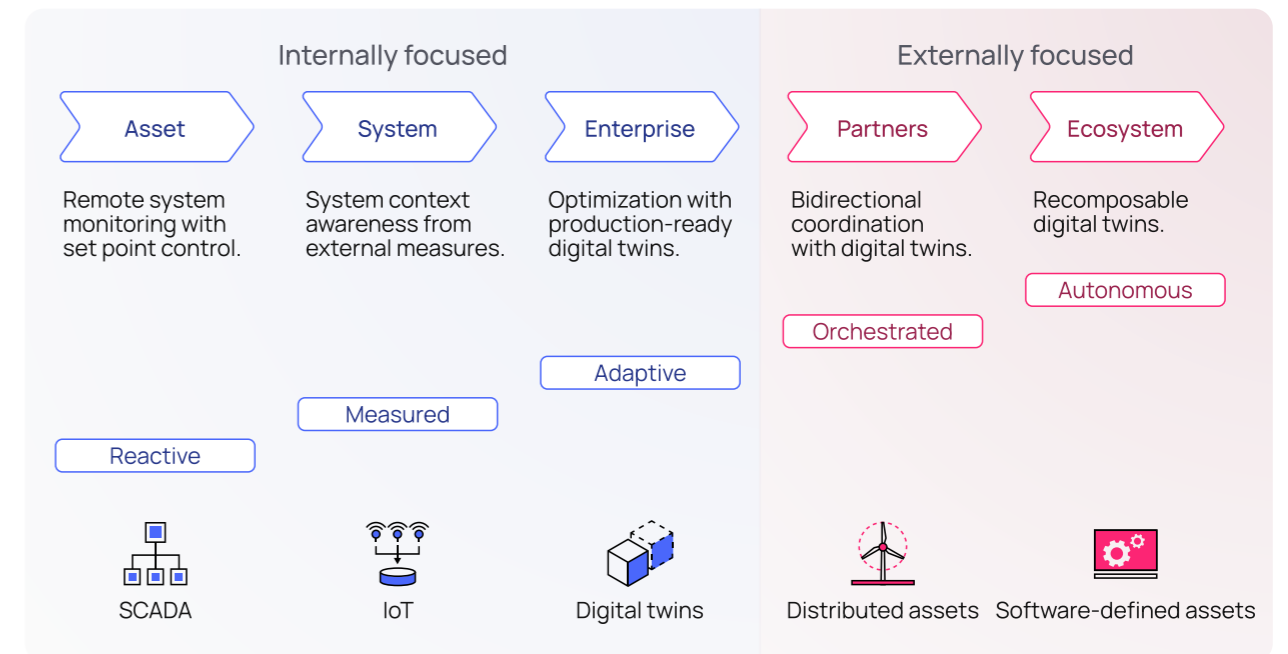 Internally focused
Externally focused
Asset
System
Enterprise
Partners
Ecosystem
Remote system
monitoring with
set point control.
System context
awareness from
external measures.
Optimization with
production-ready
digital twins.
Bidirectional
coordination
with digital twins.
Recomposable
digital twins.
Autonomous
Orchestrated
Adaptive
Measured
Reactive
SCADA
IoT
Digital twins
Distributed assets
Software-defined assets